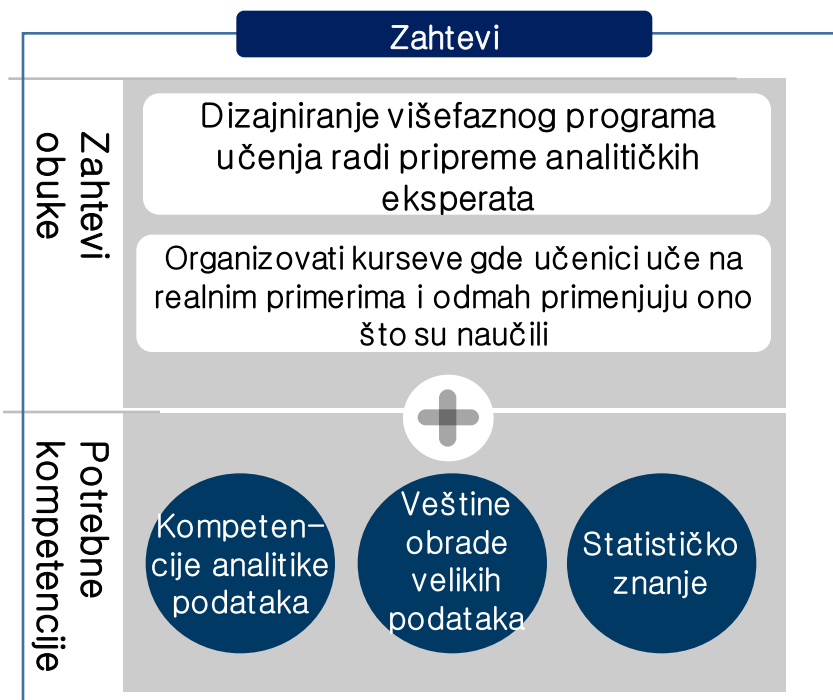 Zahtevi
Zahtevi
obuke
Dizajniranje višefaznog programa
učenja radi pripreme analitičkih
eksperata
Organizovati kurseve gde učenici uče na
realnim primerima i odmah primenjuju ono
što su naučili
Potrebne
kompetencije
Kompeten-
cije analitike
podataka
Veštine
obrade
velikih
podataka
Statističko
znanje